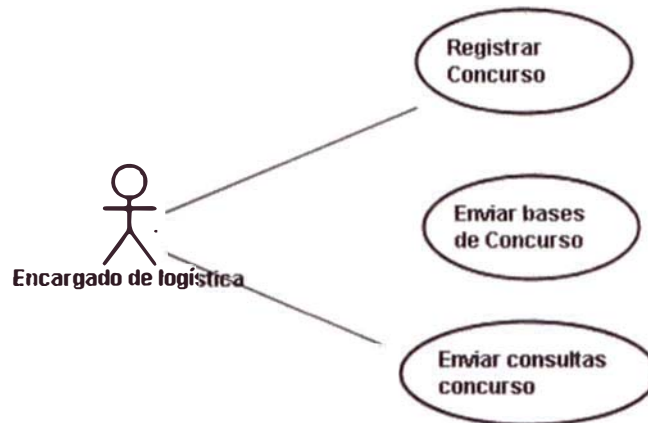 Registrar
Concurso
Enviar bases
de Concurso
Encargado de logística
Enviar consultas
concurso